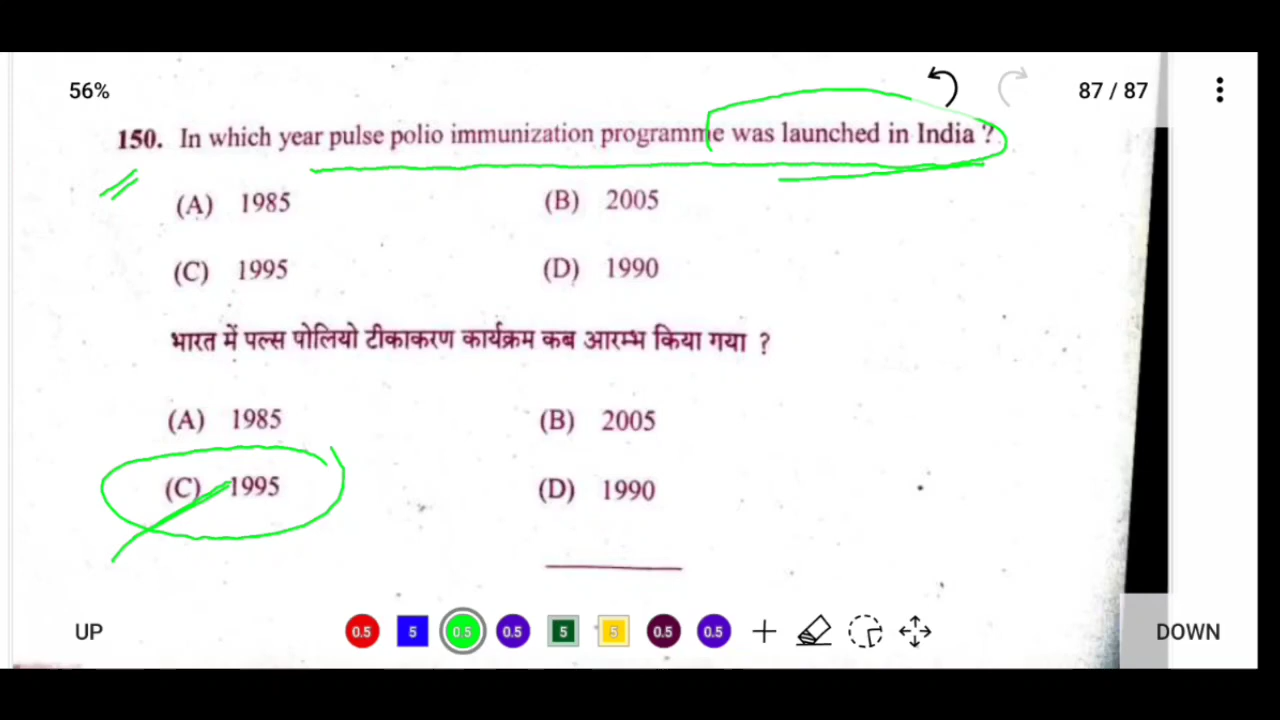 56%
87 / 87
150. In which year pulse polio immunization programme was launched in India ?
(A) 1985 (B) 2005
(C) 1995 (D) 1990
भारत में पल्स पोलियो टीकाकरण कार्यक्रम कब आरम्भ किया गया ?
(A) 1985 (B) 2005
(C) 1995 (D) 1990
UP 0.5 5 0.5 0.5 5 5 0.5 0.5 DOWN